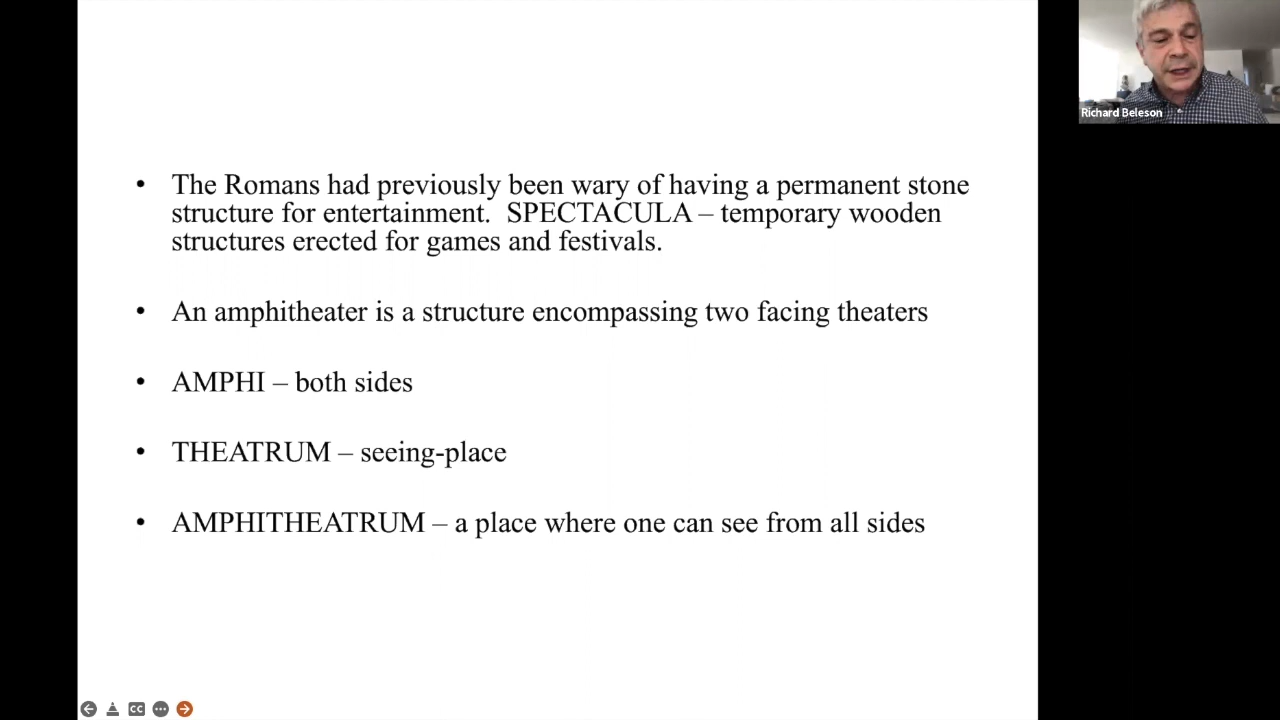 • The Romans had previously been wary of having a permanent stone
structure for entertainment. SPECTACULA – temporary wooden
structures erected for games and festivals.
• An amphitheater is a structure encompassing two facing theaters
• AMPHI – both sides
• THEATRUM – seeing-place
• AMPHITHEATRUM – a place where one can see from all sides
Richard Beleson
CC